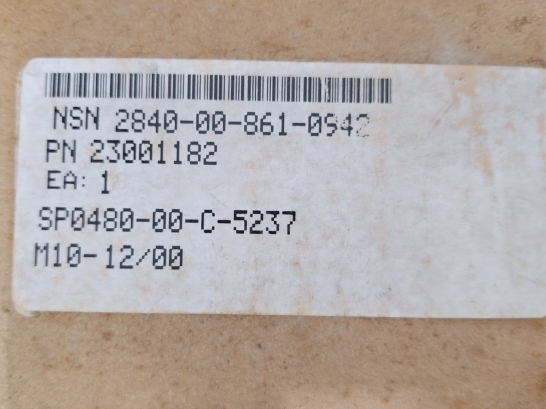 NSN 2840-00-861-0942
PN 23001182
EA: 1
SP0480-00-C-5237
M10-12/00